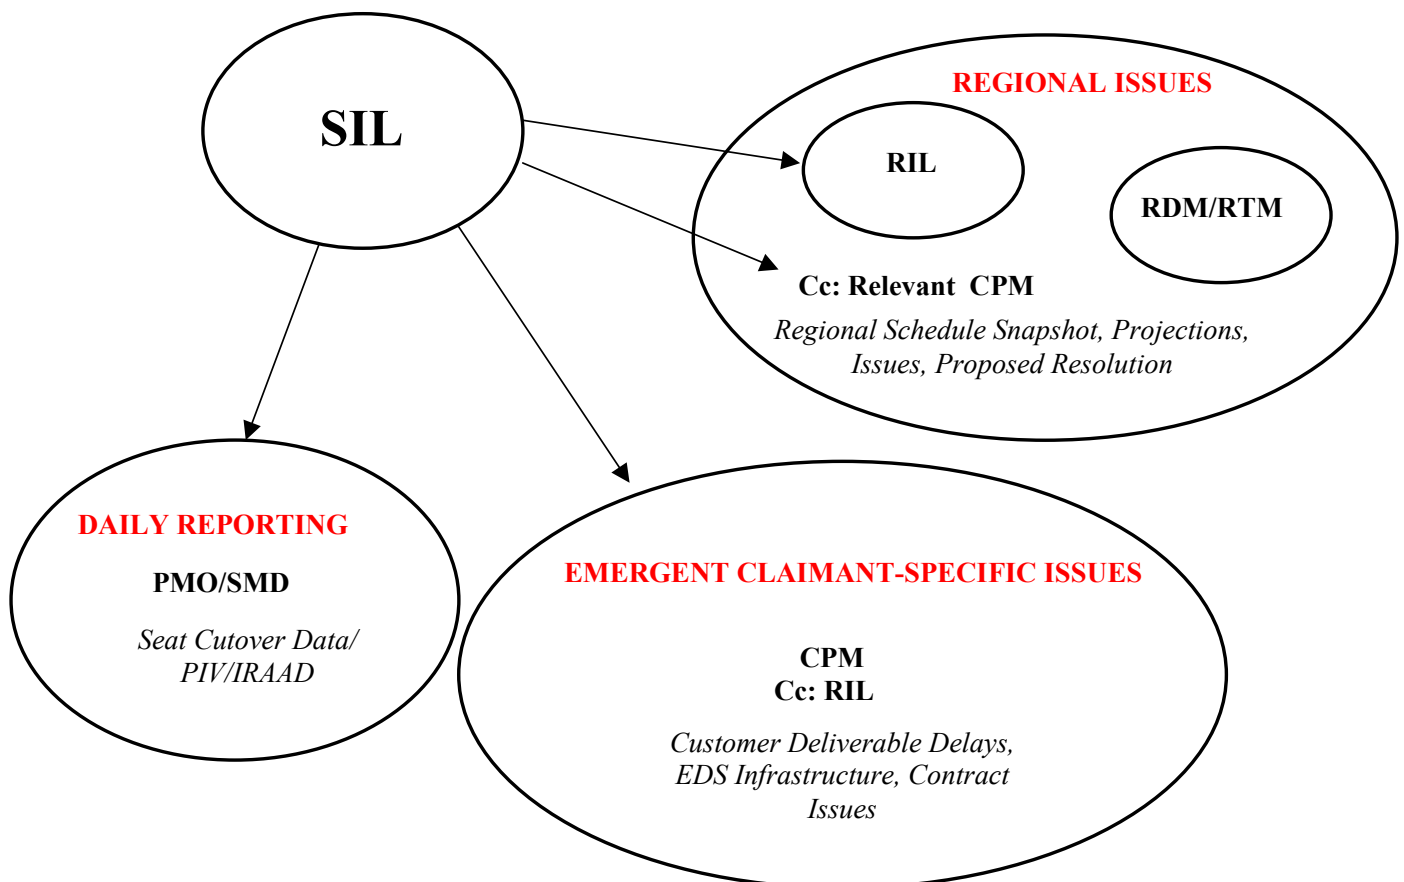 SIL
REGIONAL ISSUES
RIL
RDM/RTM
Cc: Relevant CPM
Regional Schedule Snapshot, Projections,
Issues, Proposed Resolution
DAILY REPORTING
PMO/SMD
Seat Cutover Data/
PIV/IRAAD
EMERGENT CLAIMANT-SPECIFIC ISSUES
CPM
Cc: RIL
Customer Deliverable Delays,
EDS Infrastructure, Contract
Issues